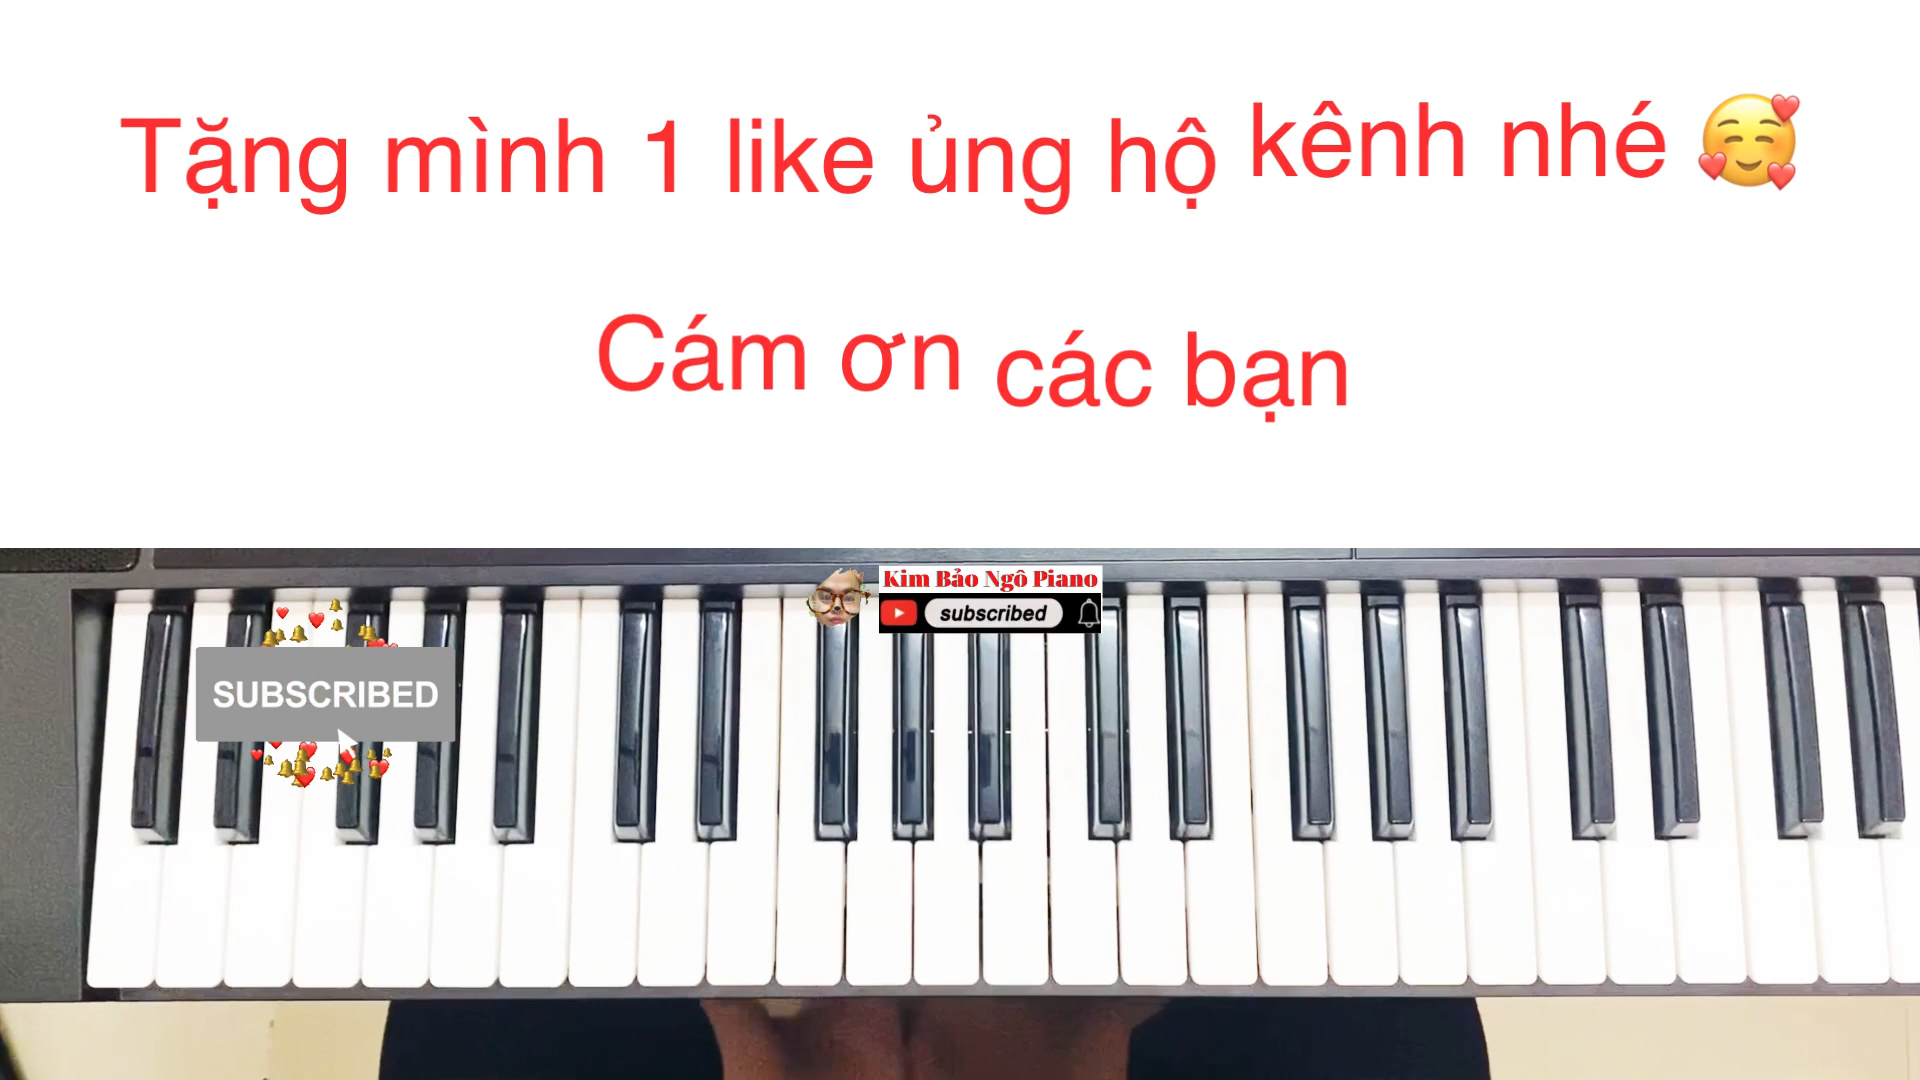 Tặng mình 1 like ủng hộ kênh nhé 🥰
Cám ơn các bạn
Kim Bảo Ngô Piano
subscribed
SUBSCRIBED